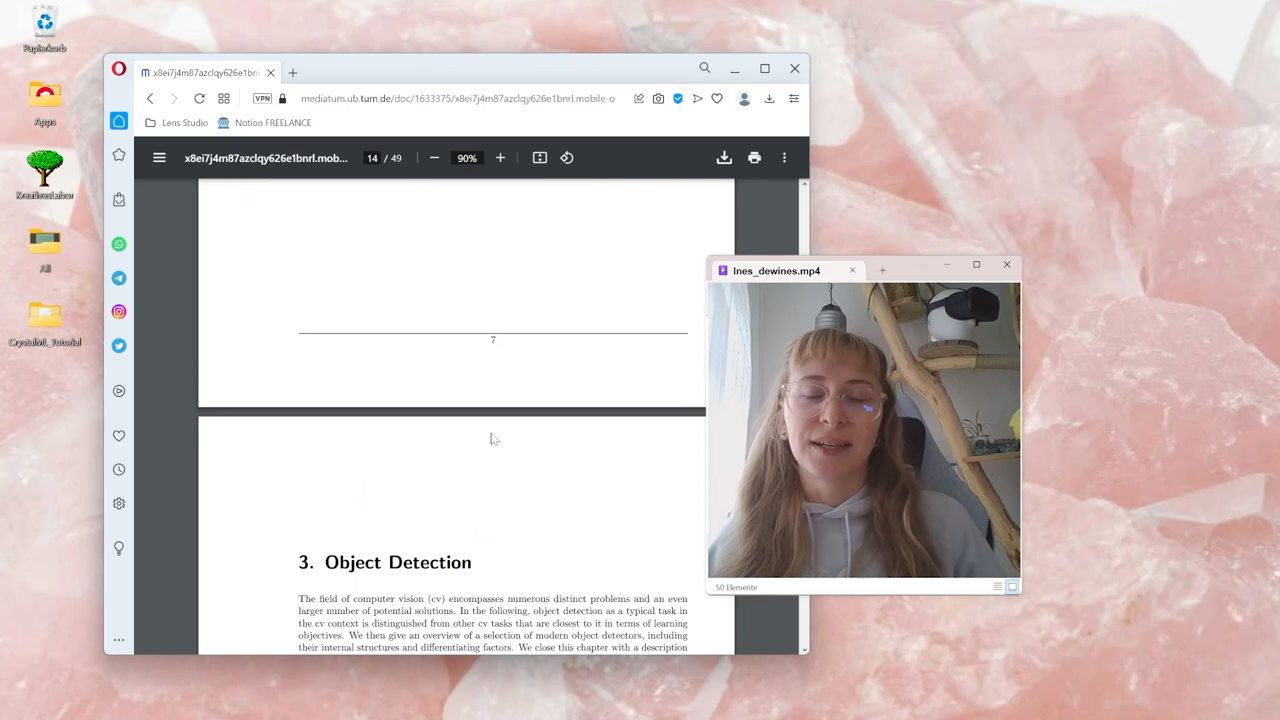 Papierkorb
Apps
KreativesLabor
All
CrystalML_Tutorial
x8ei7j4m87azclqy626e1bnr
VPN
mediatum.ub.tum.de/doc/1633375/x8ei7j4m87azclqy626e1bnrl.mobile-o
Lens Studio
Notion FREELANCE
x8ei7j4m87azclqy626e1bnrl.mob...
14 / 49
90%
7
3. Object Detection
The field of computer vision (cv) encompasses numerous distinct problems and an even
larger number of potential solutions. In the following, object detection as a typical task in
the cv context is distinguished from other cv tasks that are closest to it in terms of learning
objectives. We then give an overview of a selection of modern object detectors, including
their internal structures and differentiating factors. We close this chapter with a description
Ines_dewines.mp4
50 Elemente